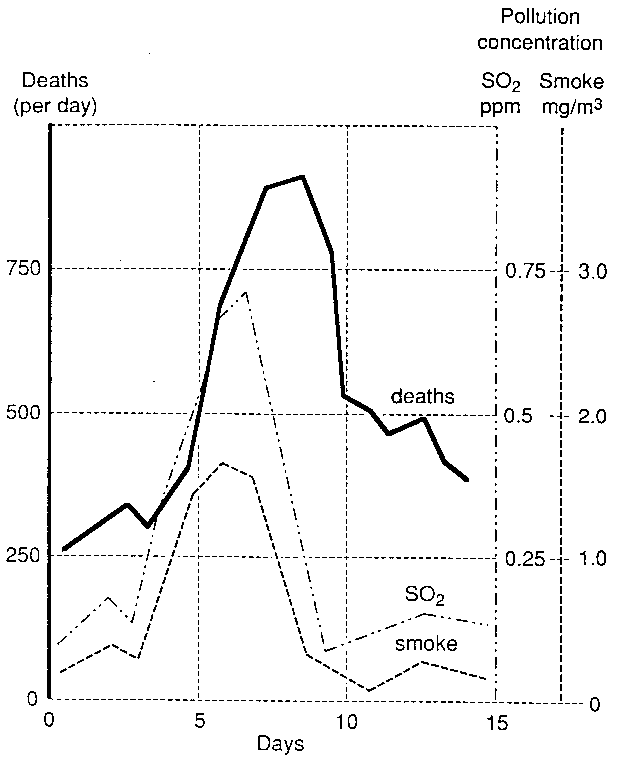 Pollution
concentration
Deaths
(per day)
SO₂
ppm
Smoke
mg/m³
750
0.75
3.0
deaths
500
0.5
2.0
250
0.25
1.0
SO₂
smoke
0
0
0
5
10
15
Days